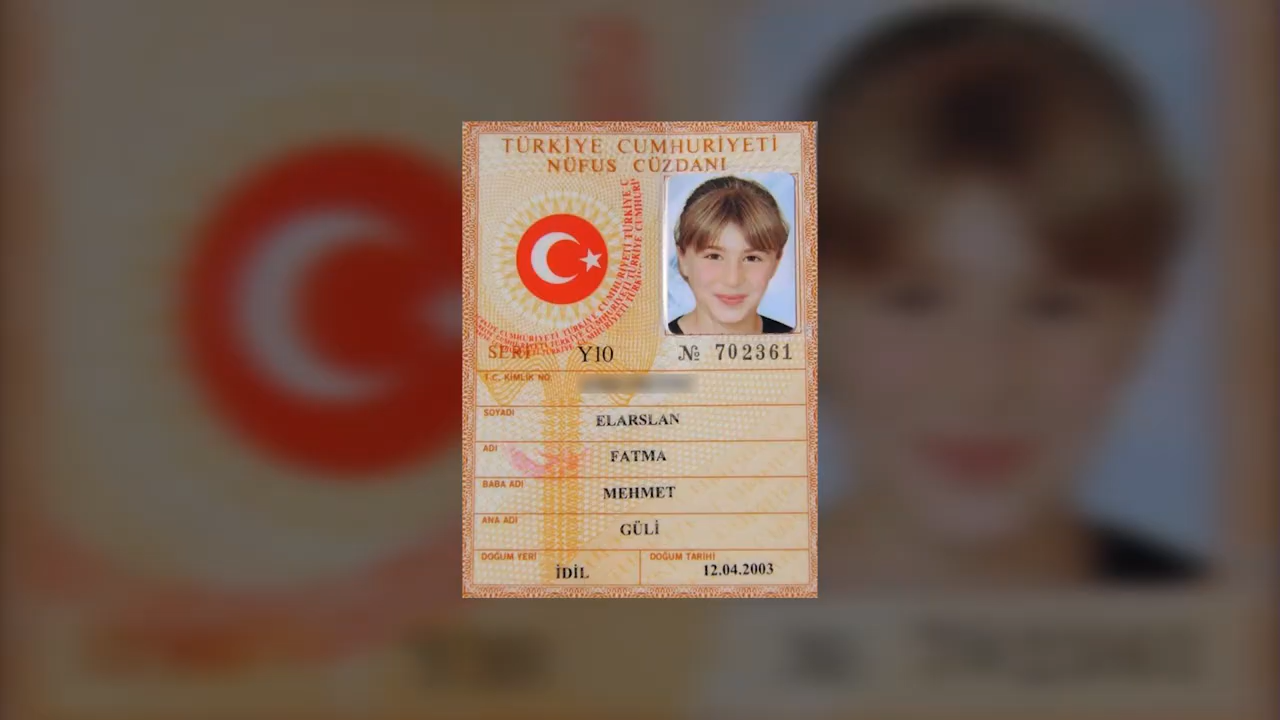 TÜRKİYE CUMHURİYETİ
NÜFUS CÜZDANI
SERİ Y10 № 702361
T.C. KİMLİK NO
SOYADI
ELARSLAN
ADI
FATMA
BABA ADI
MEHMET
ANA ADI
GÜLİ
DOĞUM YERİ DOĞUM TARİHİ
İDİL 12.04.2003